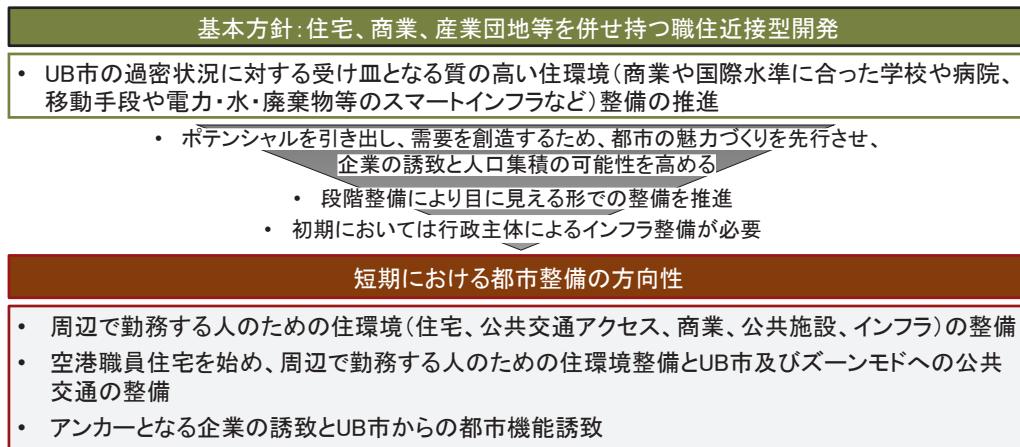 基本方針：住宅、商業、産業団地等を併せ持つ職住近接型開発
• UB市の過密状況に対する受け皿となる質の高い住環境（商業や国際水準に合った学校や病院、
移動手段や電力・水・廃棄物等のスマートインフラなど）整備の推進
• ポテンシャルを引き出し、需要を創造するため、都市の魅力づくりを先行させ、
企業の誘致と人口集積の可能性を高める
• 段階整備により目に見える形での整備を推進
• 初期においては行政主体によるインフラ整備が必要
短期における都市整備の方向性
• 周辺で勤務する人のための住環境（住宅、公共交通アクセス、商業、公共施設、インフラ）の整備
• 空港職員住宅を始め、周辺で勤務する人のための住環境整備とUB市及びズーンモドへの公共
交通の整備
• アンカーとなる企業の誘致とUB市からの都市機能誘致